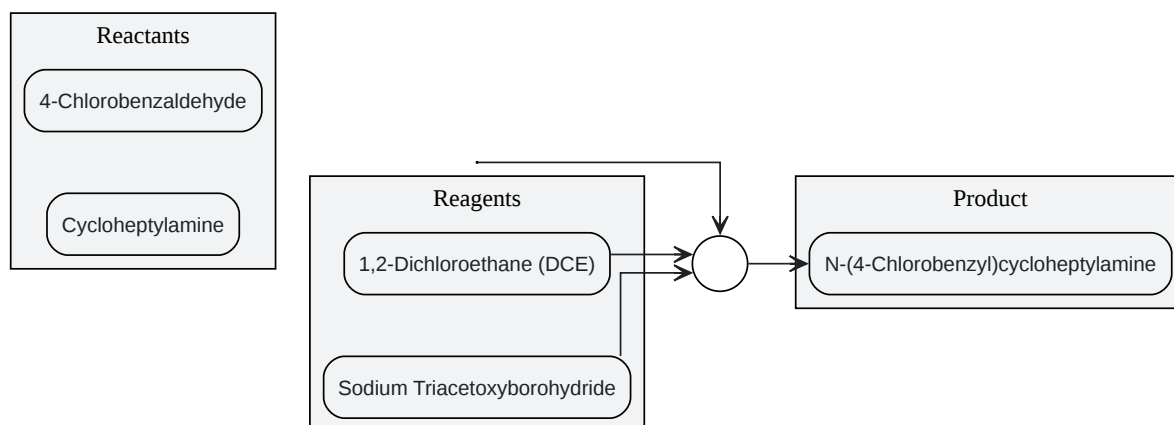 Reactants
4-Chlorobenzaldehyde
Cycloheptylamine
Reagents
1,2-Dichloroethane (DCE)
Sodium Triacetoxyborohydride
Product
N-(4-Chlorobenzyl)cycloheptylamine